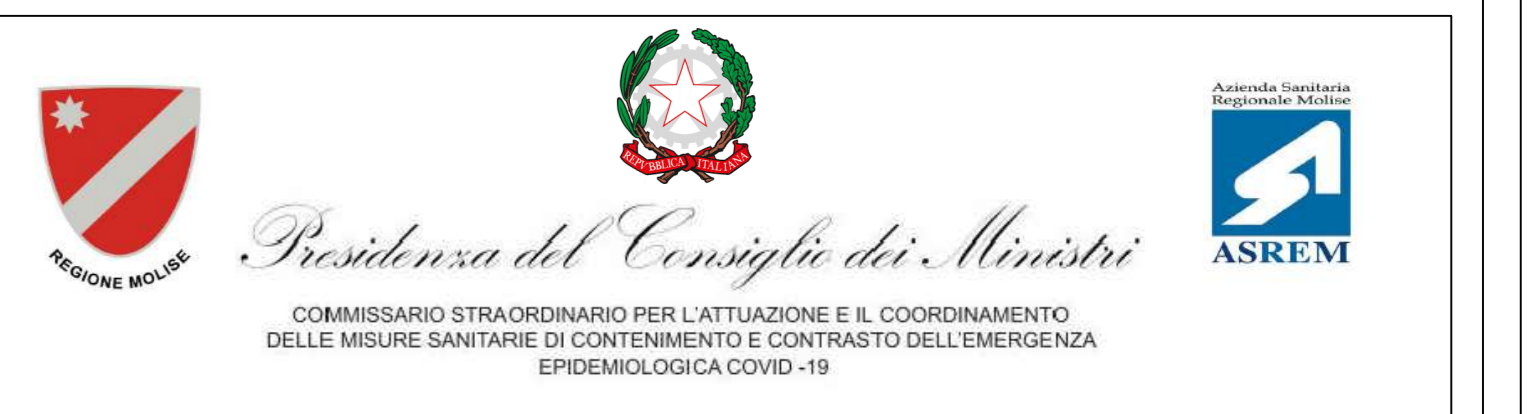 REGIONE MOLISE
REPVBBLICA ITALIANA
Presidenza del Consiglio dei Ministri
COMMISSARIO STRAORDINARIO PER L'ATTUAZIONE E IL COORDINAMENTO
DELLE MISURE SANITARIE DI CONTENIMENTO E CONTRASTO DELL'EMERGENZA
EPIDEMIOLOGICA COVID -19
Azienda Sanitaria
Regionale Molise
ASREM